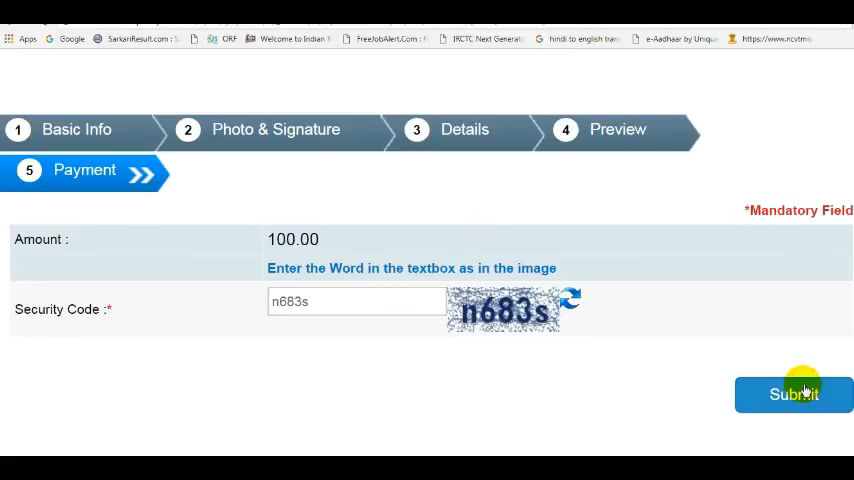 Apps Google SarkariResult.com : ORF Welcome to Indian FreeJobAlert.Com : IRCTC Next Generati hindi to english tran e-Aadhaar by Unique https://www.ncvtmis
1 Basic Info 2 Photo & Signature 3 Details 4 Preview
5 Payment
*Mandatory Field
Amount : 100.00
Enter the Word in the textbox as in the image
Security Code :* n683s n683s
Submit